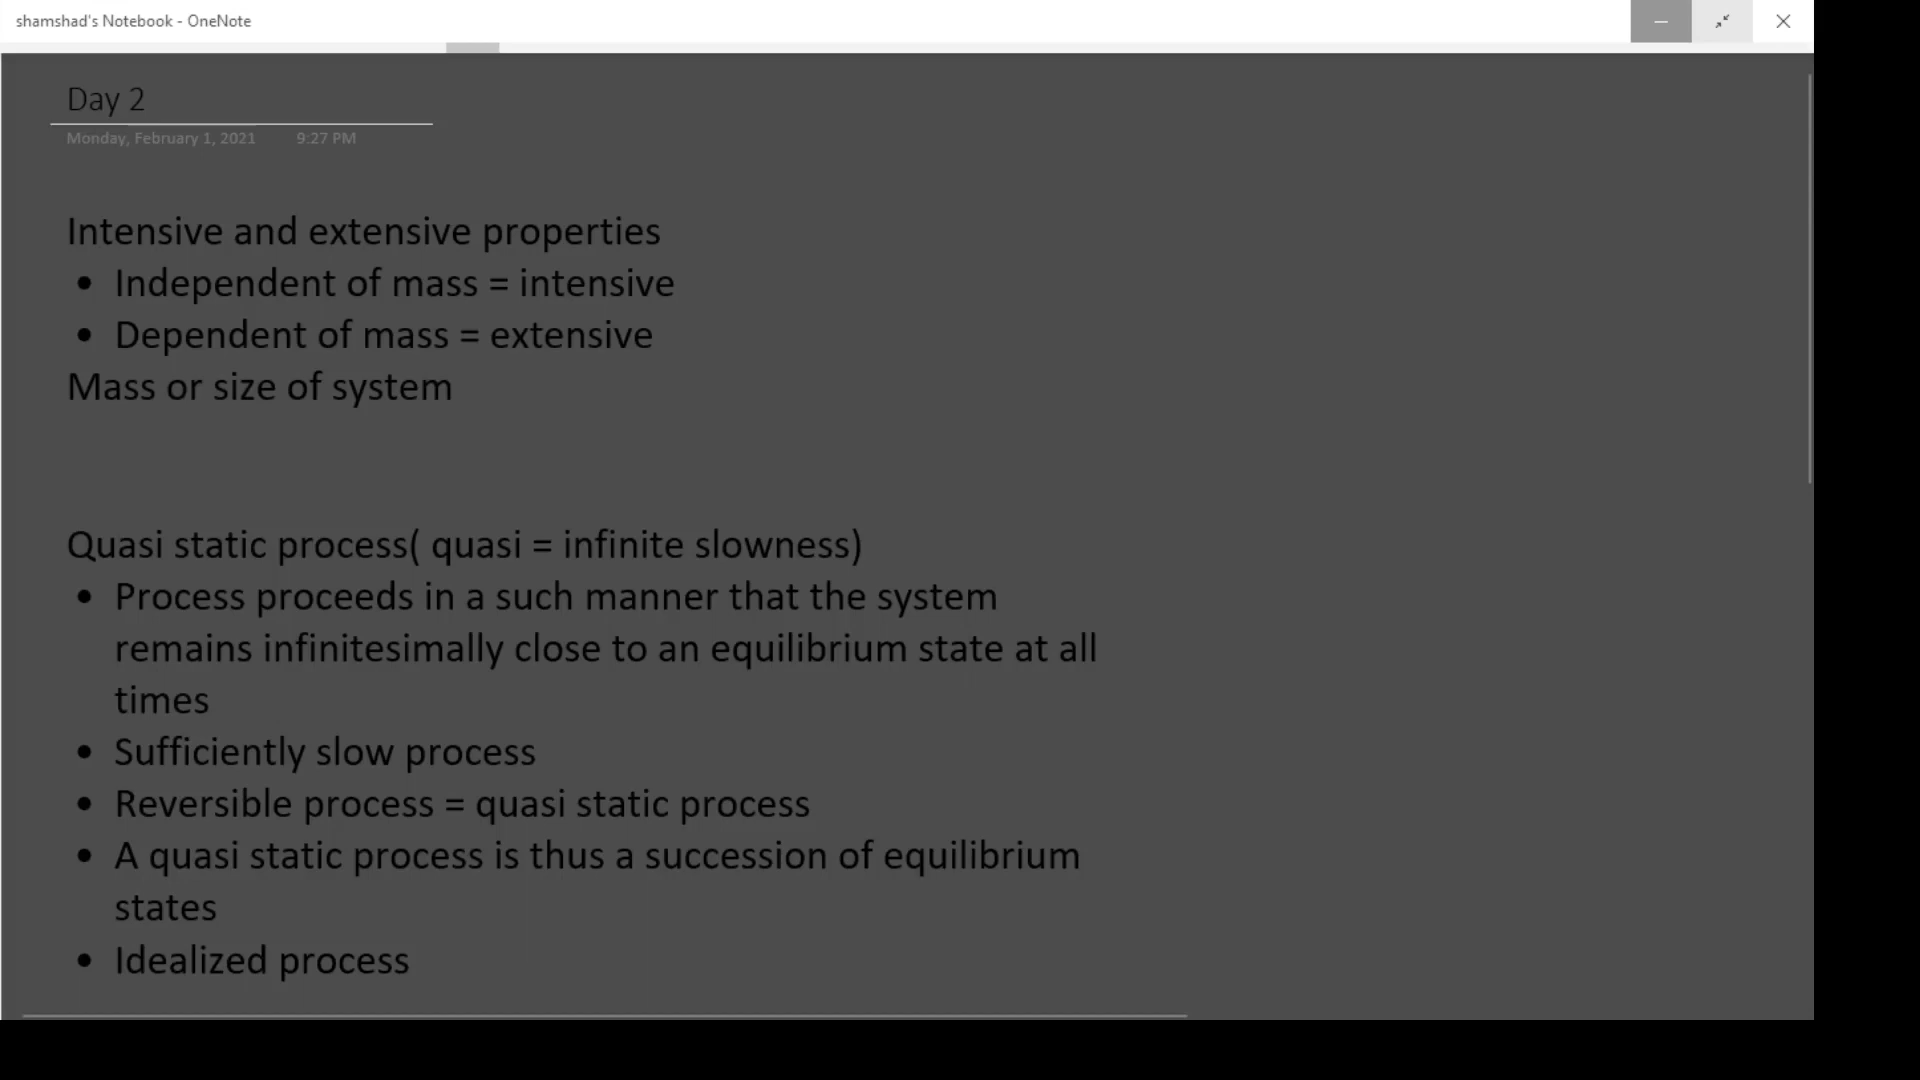 shamshad's Notebook - OneNote
Day 2
Monday, February 1, 2021 9:27 PM
Intensive and extensive properties
• Independent of mass = intensive
• Dependent of mass = extensive
Mass or size of system
Quasi static process( quasi = infinite slowness)
• Process proceeds in a such manner that the system
remains infinitesimally close to an equilibrium state at all
times
• Sufficiently slow process
• Reversible process = quasi static process
• A quasi static process is thus a succession of equilibrium
states
• Idealized process